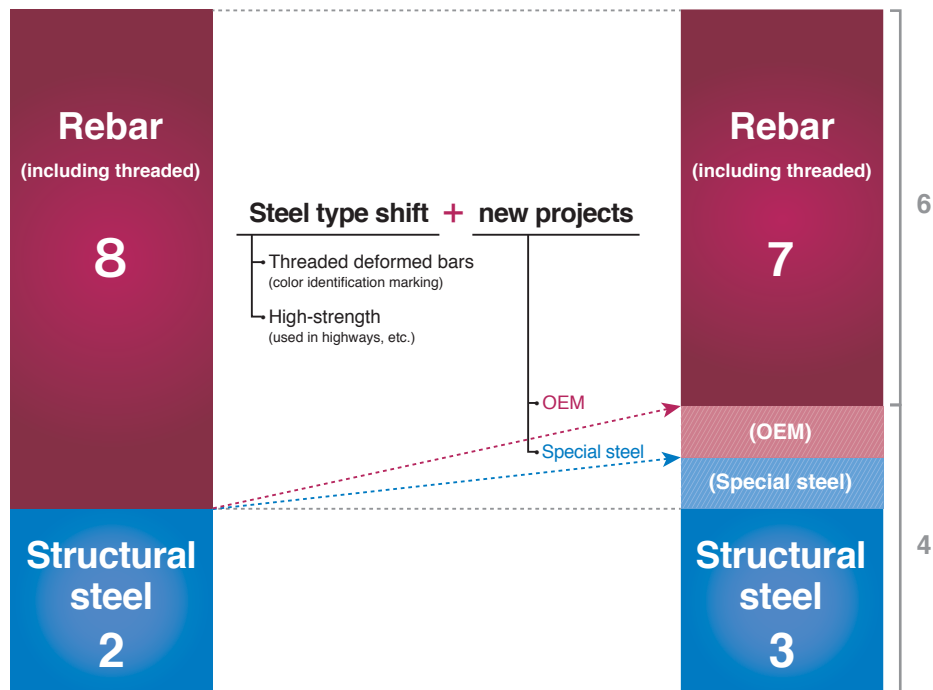 Rebar
(including threaded)
8
Structural
steel
2
Steel type shift + new projects
Threaded deformed bars
(color identification marking)
High-strength
(used in highways, etc.)
OEM
Special steel
Rebar
(including threaded)
7
(OEM)
(Special steel)
Structural
steel
3
6
4